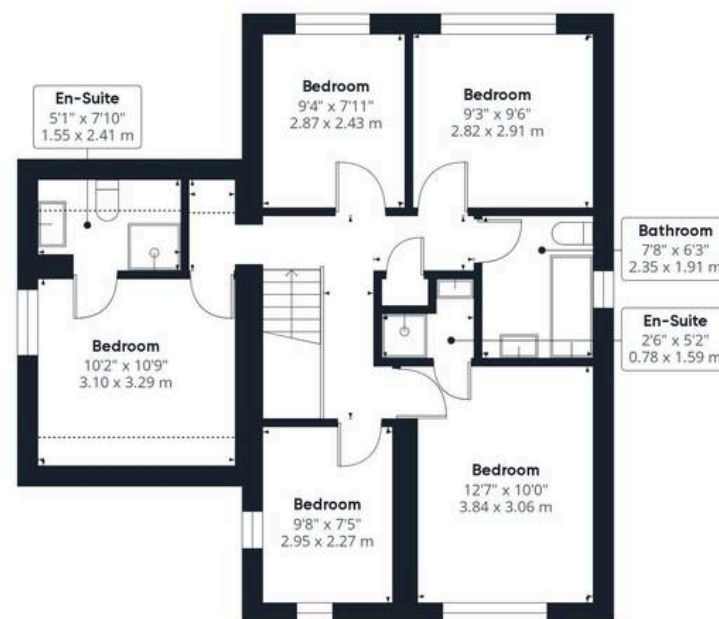 Bedroom
9'4" x 7'11"
2.87 x 2.43 m
Bedroom
9'3" x 9'6"
2.82 x 2.91 m
En-Suite
5'1" x 7'10"
1.55 x 2.41 m
Bathroom
7'8" x 6'3"
2.35 x 1.91 m
En-Suite
2'6" x 5'2"
0.78 x 1.59 m
Bedroom
10'2" x 10'9"
3.10 x 3.29 m
Bedroom
12'7" x 10'0"
3.84 x 3.06 m
Bedroom
9'8" x 7'5"
2.95 x 2.27 m